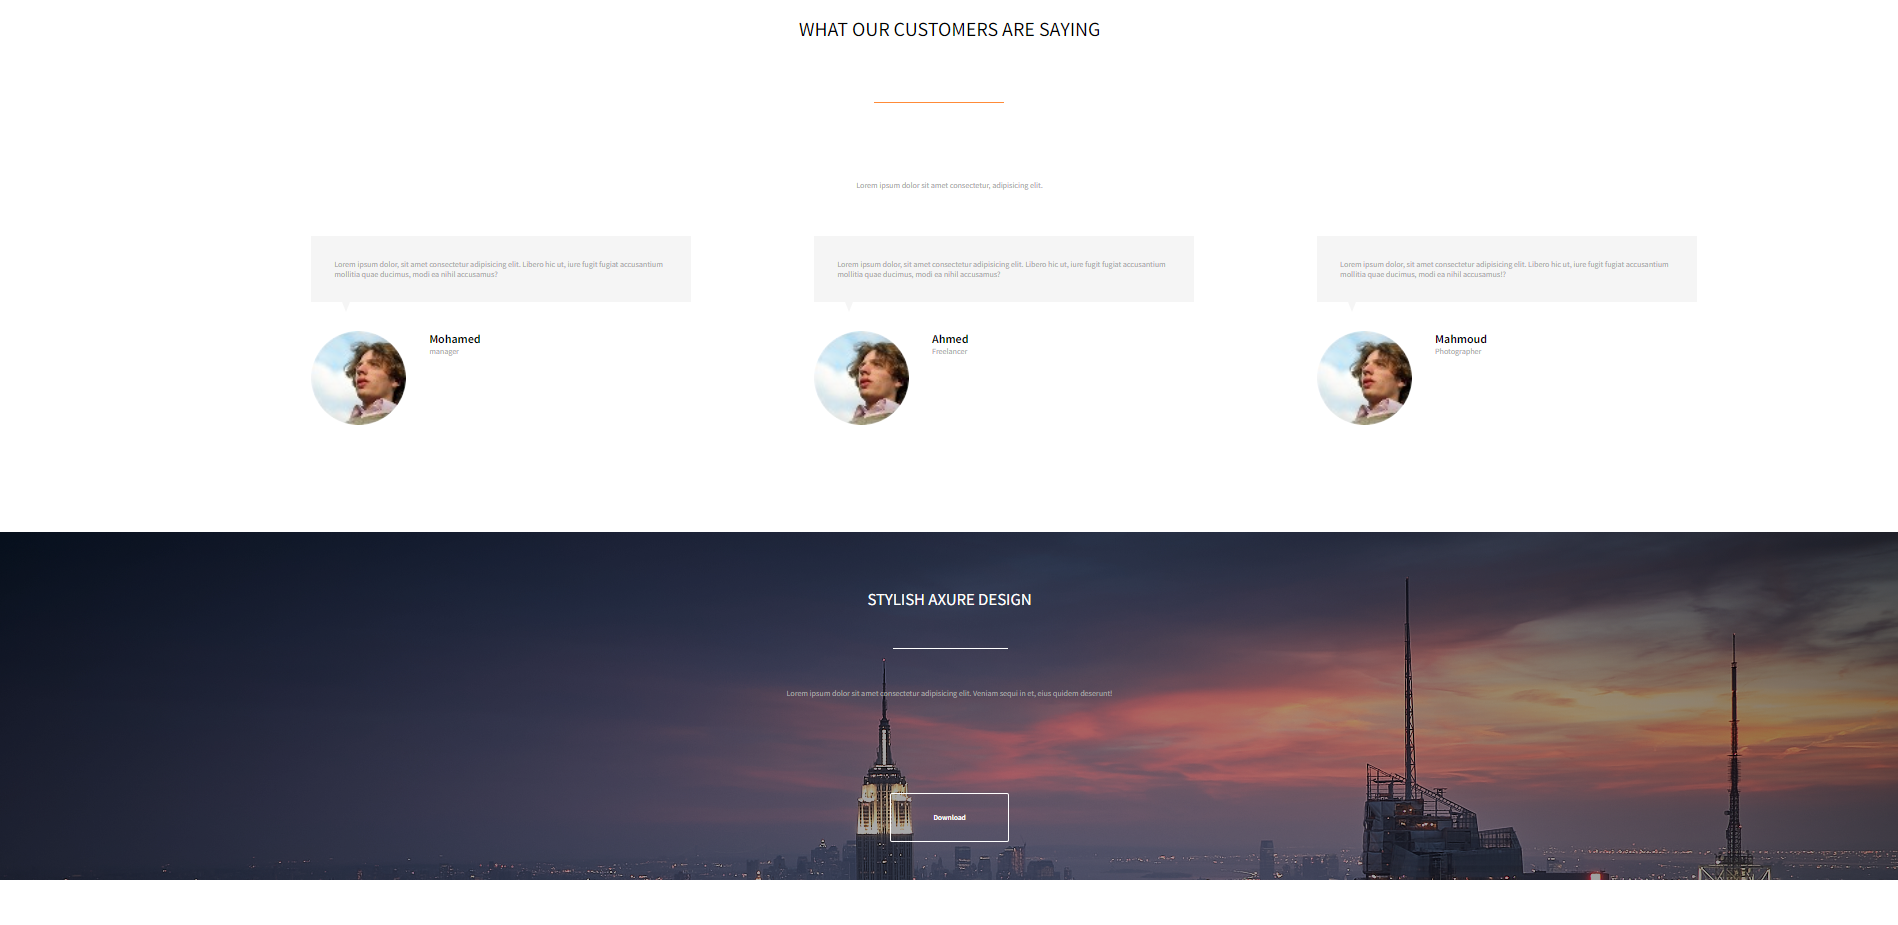 WHAT OUR CUSTOMERS ARE SAYING
Lorem ipsum dolor sit amet consectetur, adipisicing elit.
Lorem ipsum dolor, sit amet consectetur adipisicing elit. Libero hic ut, iure fugit fugiat accusantium
mollitia quae ducimus, modi ea nihil accusamus?
Mohamed
manager
Lorem ipsum dolor, sit amet consectetur adipisicing elit. Libero hic ut, iure fugit fugiat accusantium
mollitia quae ducimus, modi ea nihil accusamus?
Ahmed
Freelancer
Lorem ipsum dolor, sit amet consectetur adipisicing elit. Libero hic ut, iure fugit fugiat accusantium
mollitia quae ducimus, modi ea nihil accusamus!?
Mahmoud
Photographer
STYLISH AXURE DESIGN
Lorem ipsum dolor sit amet consectetur adipisicing elit. Veniam sequi in et, eius quidem deserunt!
Download